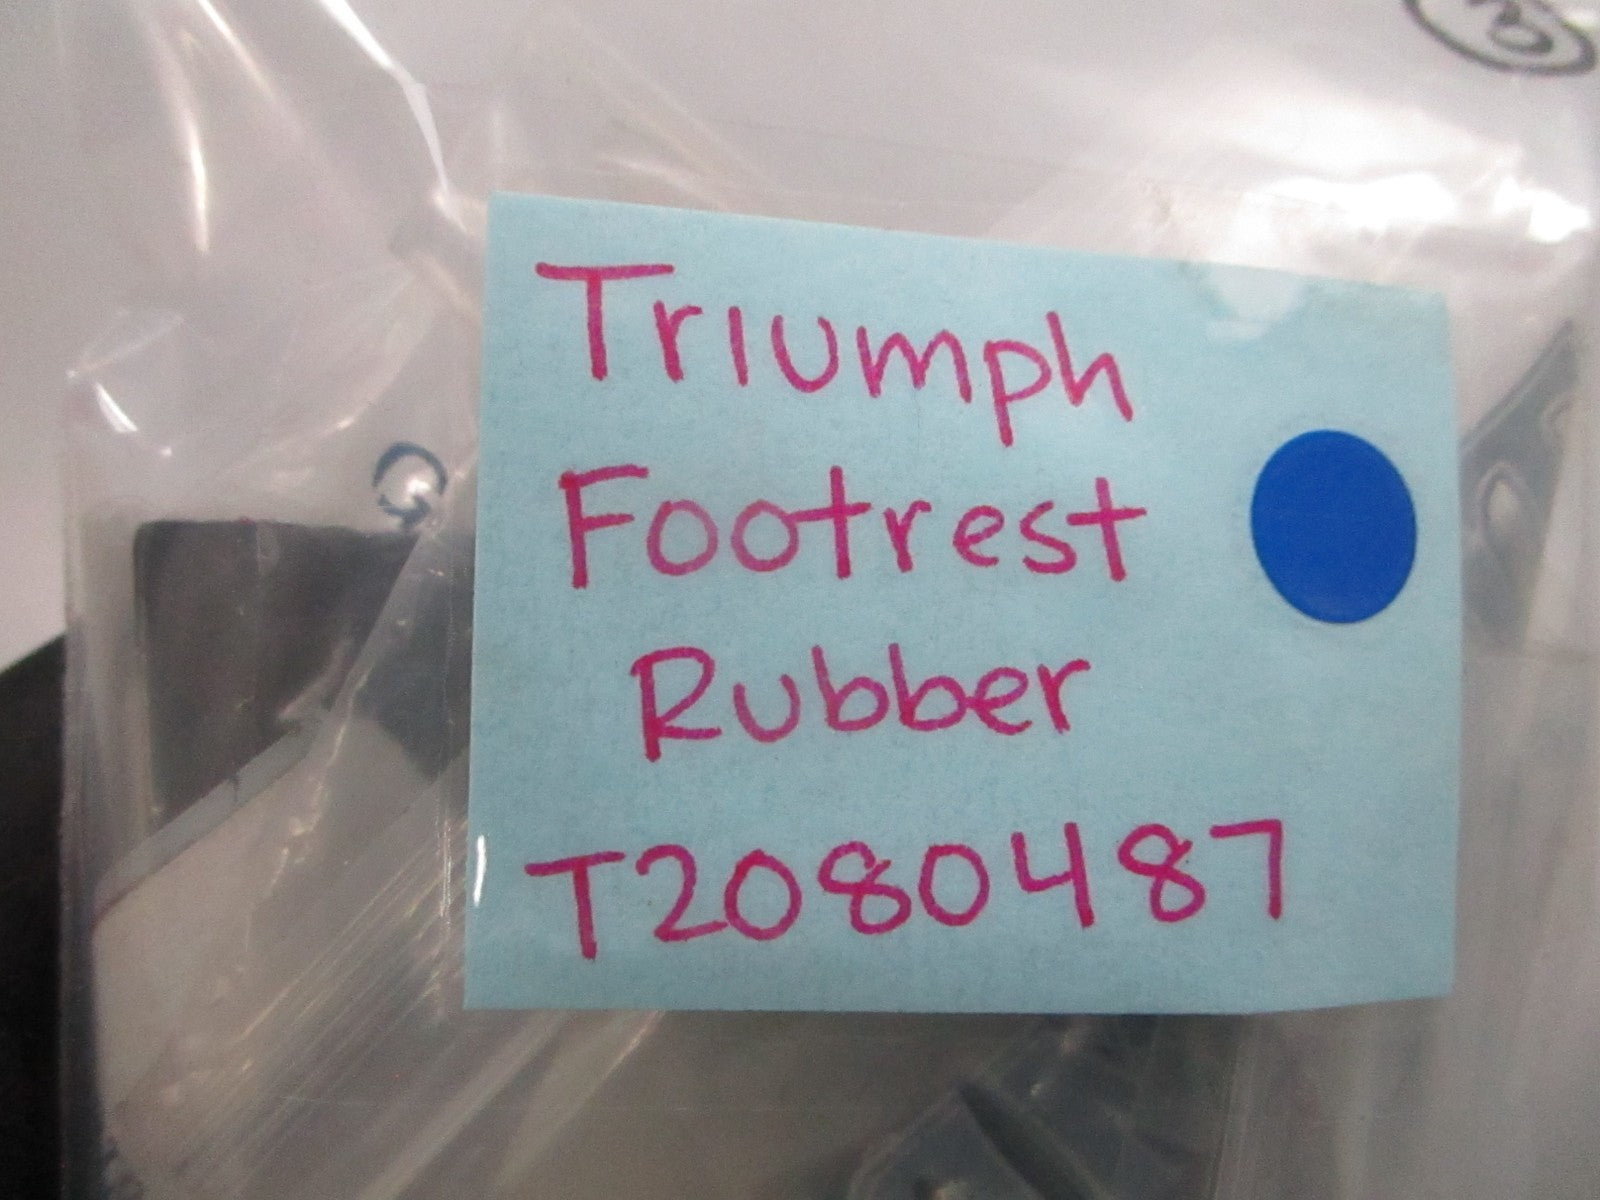 Triumph
Footrest
Rubber
T2080487